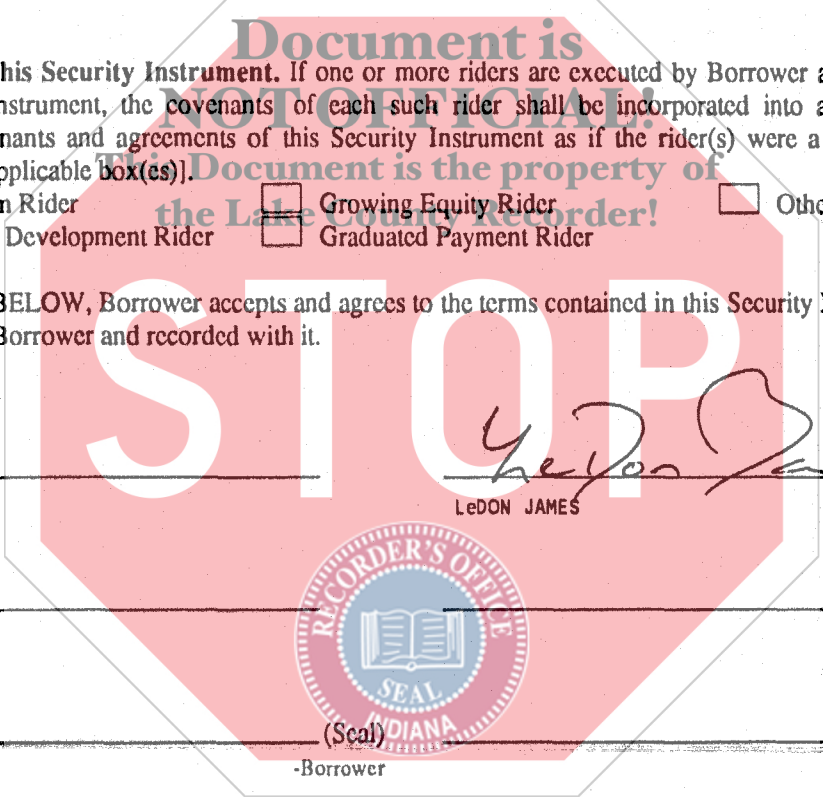 Document is
his Security Instrument. If one or more riders are executed by Borrower a
nstrument, the covenants of each such rider shall be incorporated into a
NOT OFFICIAL!
nants and agreements of this Security Instrument as if the rider(s) were a
pplicable box(es)].
This Document is the property of
n Rider Growing Equity Rider Othe
the Lake County Recorder!
Development Rider Graduated Payment Rider
BELOW, Borrower accepts and agrees to the terms contained in this Security
Borrower and recorded with it.
STOP
LeDon Ja
LeDON JAMES
RECORDER'S OFFICE
SEAL
INDIANA
(Seal)
-Borrower